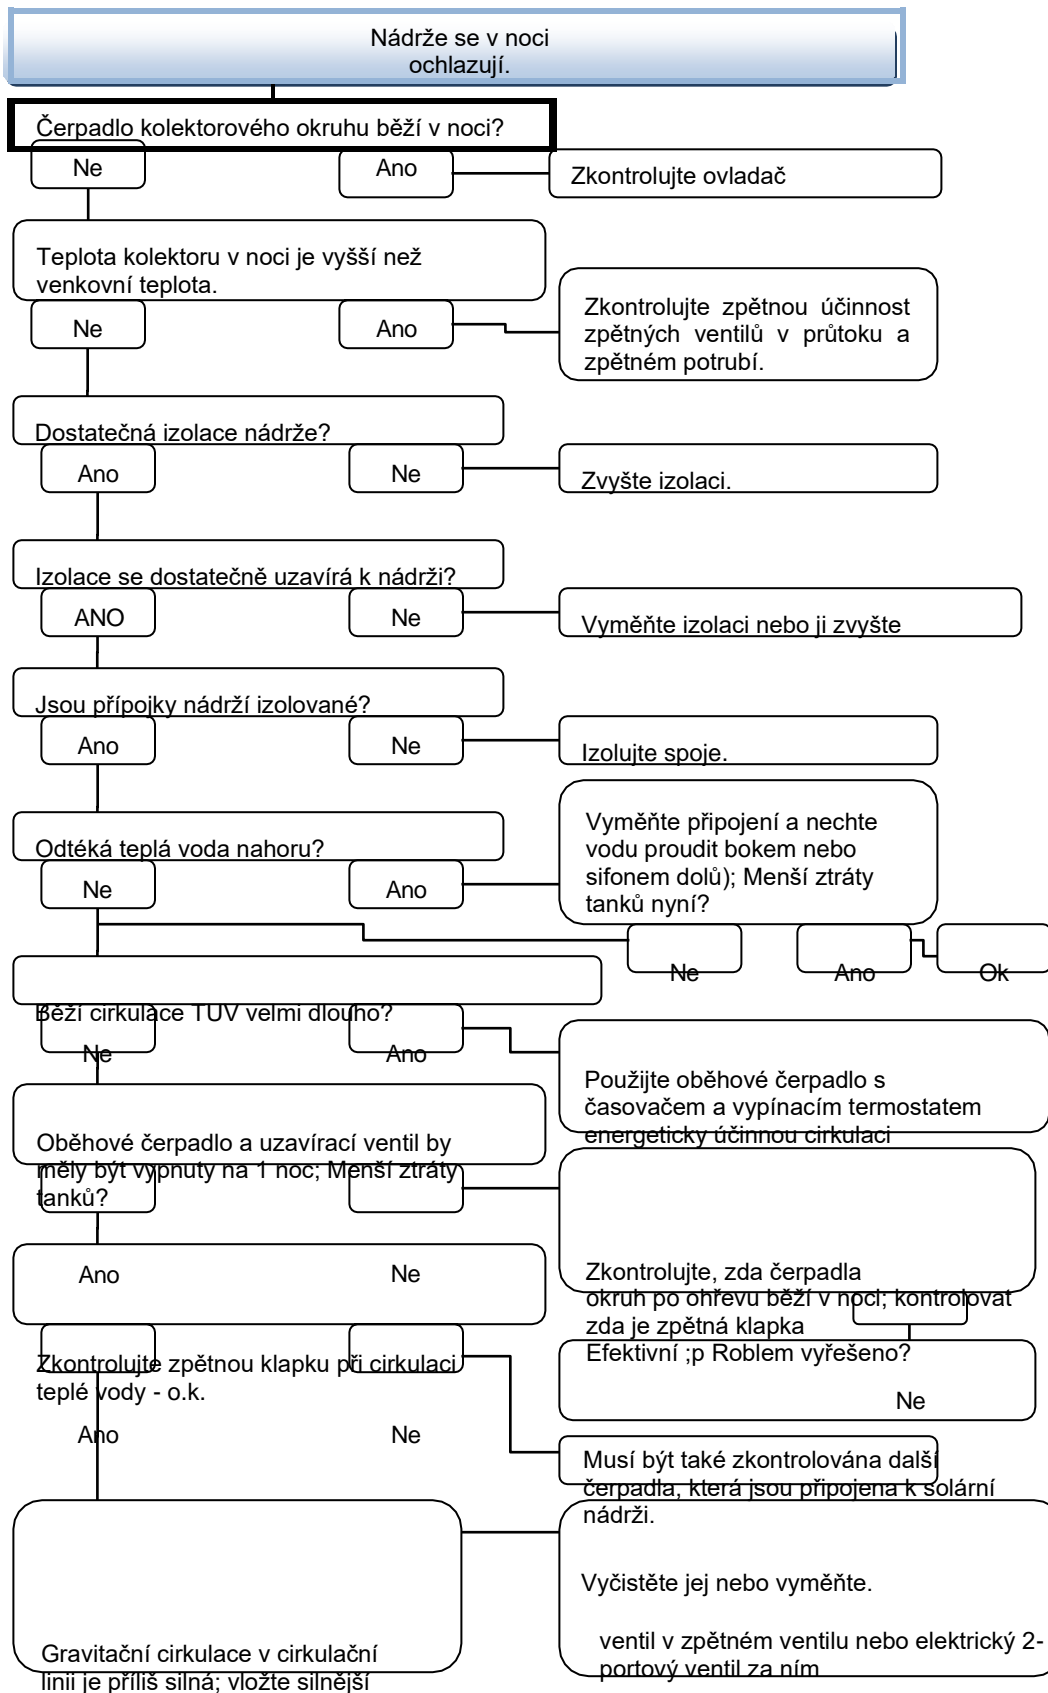 Nádrže se v noci
ochlazují.
Čerpadlo kolektorového okruhu běží v noci?
Ne
Ano
Zkontrolujte ovladač
Teplota kolektoru v noci je vyšší než
venkovní teplota.
Ne
Ano
Zkontrolujte zpětnou účinnost
zpětných ventilů v průtoku a
zpětném potrubí.
Dostatečná izolace nádrže?
Ano
Ne
Zvyšte izolaci.
Izolace se dostatečně uzavírá k nádrži?
ANO
Ne
Vyměňte izolaci nebo ji zvyšte
Jsou přípojky nádrží izolované?
Ano
Ne
Izolujte spoje.
Odtéká teplá voda nahoru?
Ne
Ano
Vyměňte připojení a nechte
vodu proudit bokem nebo
sifonem dolů); Menší ztráty
tanků nyní?
Ne
Ano
Ok
Běží cirkulace TUV velmi dlouho?
Ne
Ano
Použijte oběhové čerpadlo s
časovačem a vypínacím termostatem
energeticky účinnou cirkulaci
Oběhové čerpadlo a uzavírací ventil by
měly být vypnuty na 1 noc; Menší ztráty
tanků?
Ano
Ne
Zkontrolujte, zda čerpadla
okruh po ohřevu běží v noci; kontrolovat
zda je zpětná klapka
Efektivní ;p Roblem vyřešeno?
Ne
Zkontrolujte zpětnou klapku při cirkulaci
teplé vody - o.k.
Ano
Ne
Musí být také zkontrolována další
čerpadla, která jsou připojena k solární
nádrži.
Vyčistěte jej nebo vyměňte.
Gravitační cirkulace v cirkulační
linii je příliš silná; vložte silnější
ventil v zpětném ventilu nebo elektrický 2-
portový ventil za ním